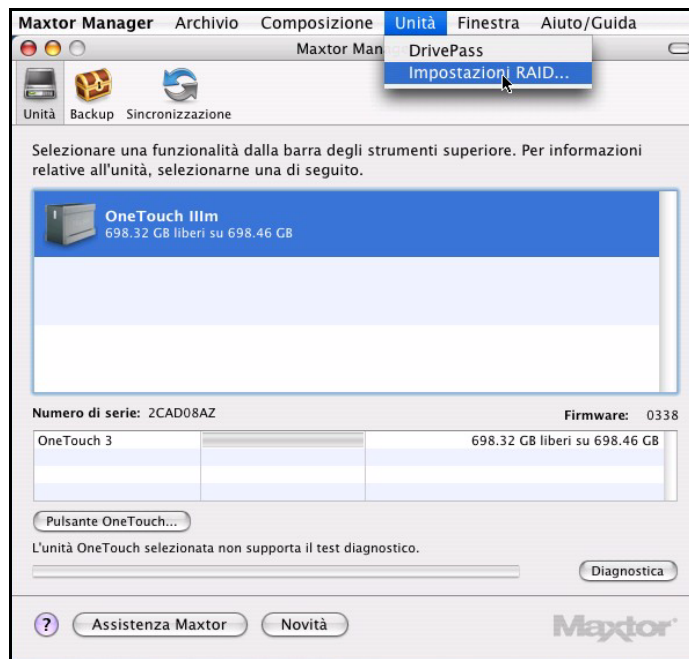 Maxtor Manager Archivio Composizione Unità Finestra Aiuto/Guida
Maxtor Man
DrivePass
Impostazioni RAID...
Unità Backup Sincronizzazione
Selezionare una funzionalità dalla barra degli strumenti superiore. Per informazioni
relative all'unità, selezionarne una di seguito.
OneTouch IIIm
698.32 GB liberi su 698.46 GB
Numero di serie: 2CAD08AZ Firmware: 0338
OneTouch 3 698.32 GB liberi su 698.46 GB
Pulsante OneTouch...
L'unità OneTouch selezionata non supporta il test diagnostico.
Diagnostica
? Assistenza Maxtor Novità Maxtor